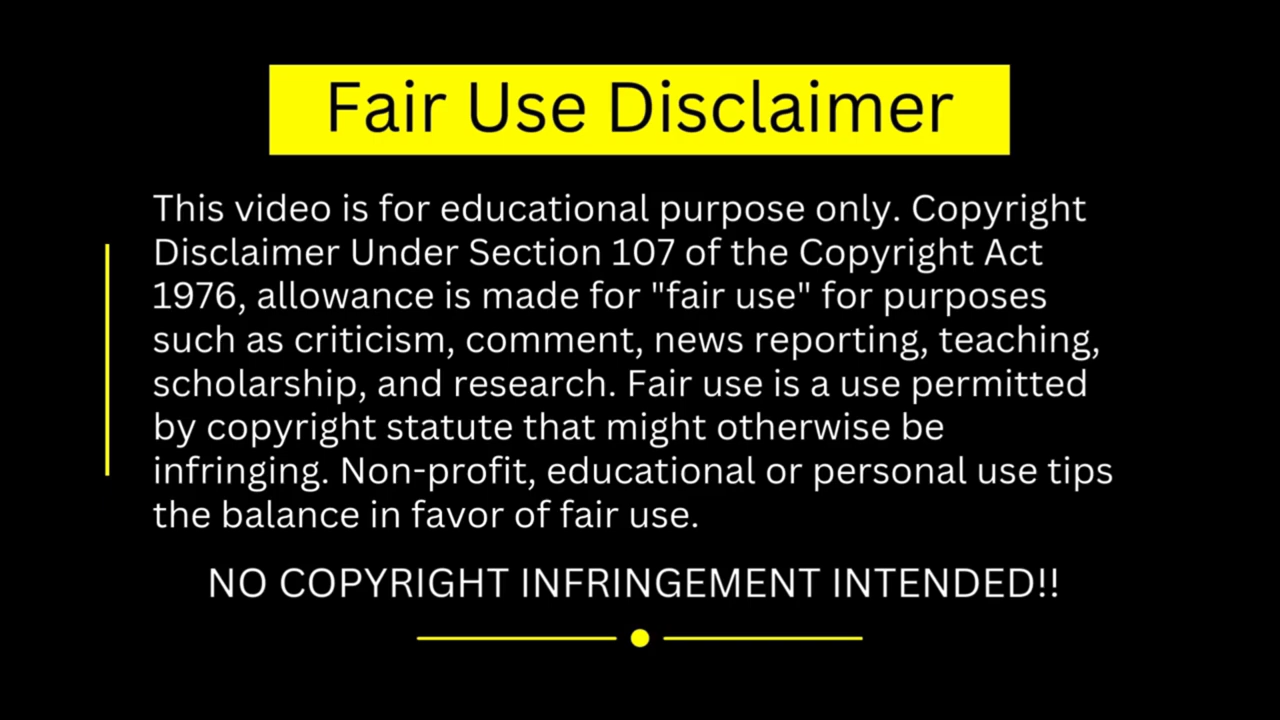 Fair Use Disclaimer
This video is for educational purpose only. Copyright
Disclaimer Under Section 107 of the Copyright Act
1976, allowance is made for "fair use" for purposes
such as criticism, comment, news reporting, teaching,
scholarship, and research. Fair use is a use permitted
by copyright statute that might otherwise be
infringing. Non-profit, educational or personal use tips
the balance in favor of fair use.
NO COPYRIGHT INFRINGEMENT INTENDED!!